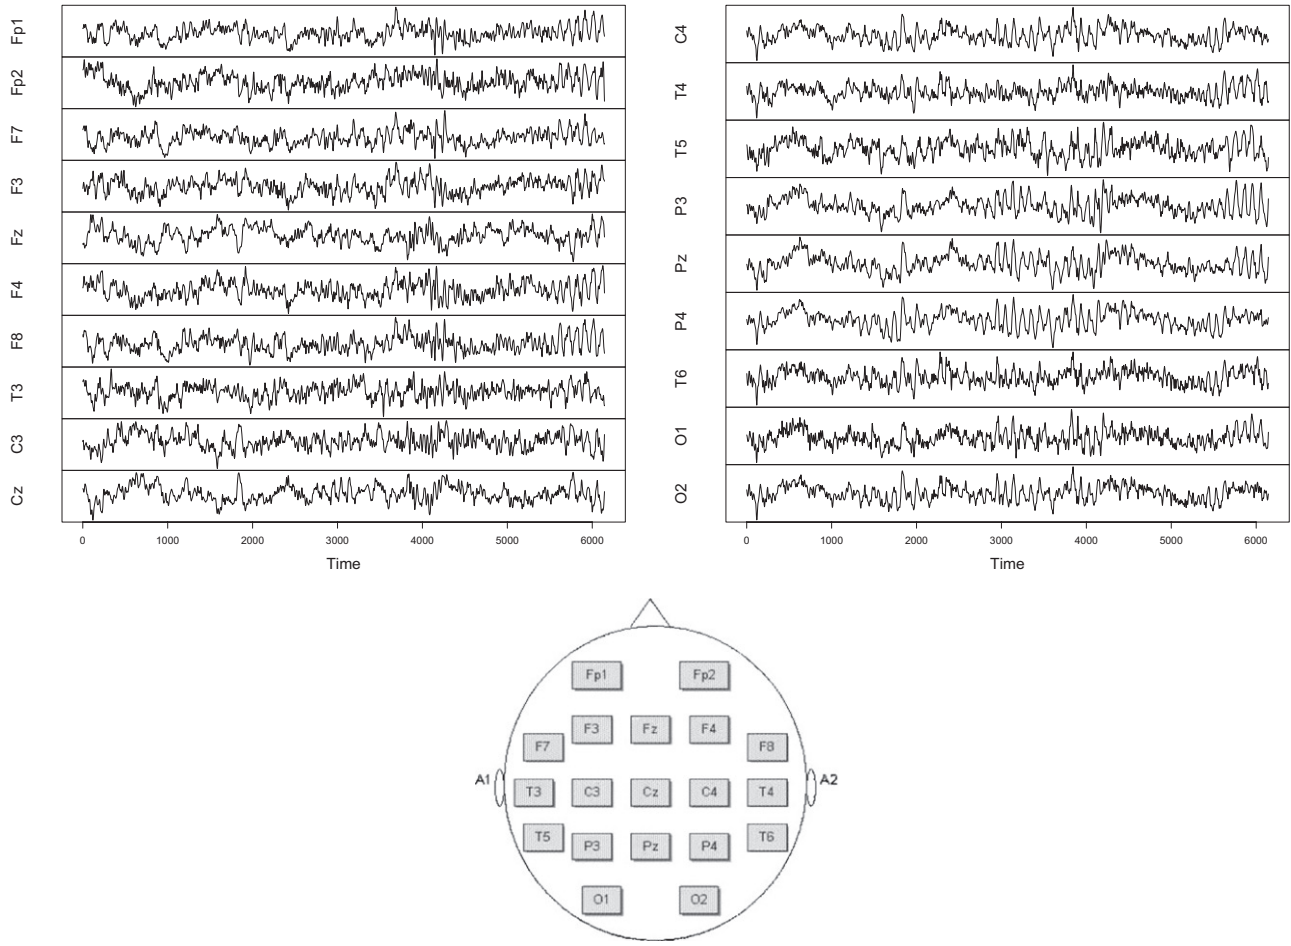 Fp1
Fp2
F7
F3
Fz
F4
F8
T3
C3
Cz
0 1000 2000 3000 4000 5000 6000
Time
C4
T4
T5
P3
Pz
P4
T6
O1
O2
0 1000 2000 3000 4000 5000 6000
Time
Fp1 Fp2
F3 Fz F4
F7 F8
A1 A2
T3 C3 Cz C4 T4
T5 T6
P3 Pz P4
O1 O2